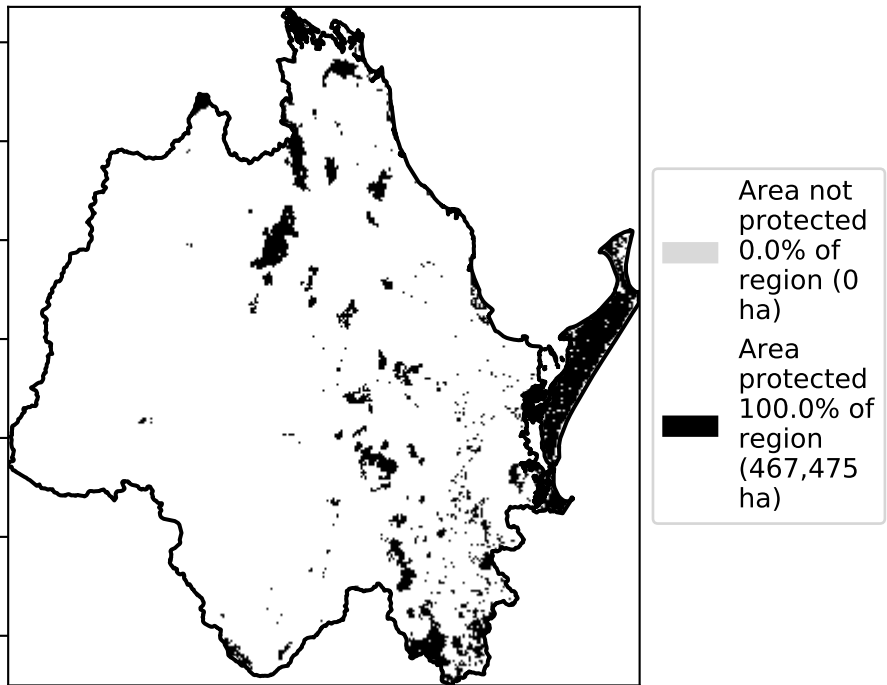 Area not
protected
0.0% of
region (0
ha)
Area
protected
100.0% of
region
(467,475
ha)